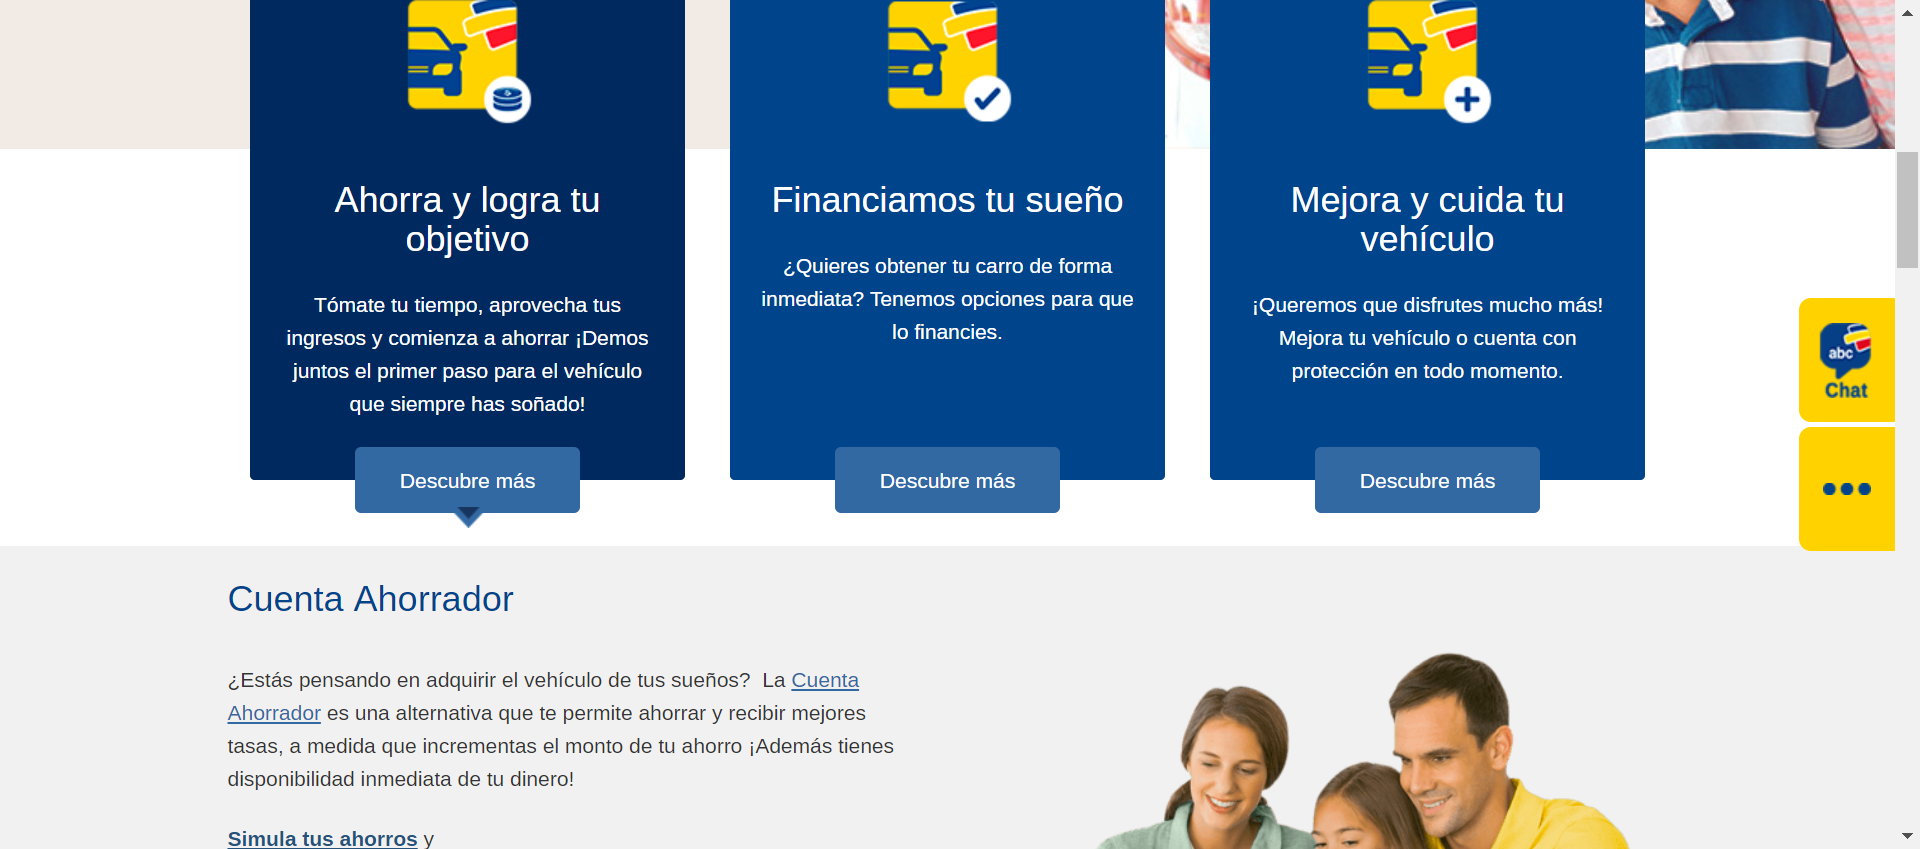 Ahorra y logra tu
objetivo
Tómate tu tiempo, aprovecha tus
ingresos y comienza a ahorrar ¡Demos
juntos el primer paso para el vehículo
que siempre has soñado!
Descubre más
Financiamos tu sueño
¿Quieres obtener tu carro de forma
inmediata? Tenemos opciones para que
lo financies.
Descubre más
Mejora y cuida tu
vehículo
¡Queremos que disfrutes mucho más!
Mejora tu vehículo o cuenta con
protección en todo momento.
Descubre más
abc
Chat
Cuenta Ahorrador
¿Estás pensando en adquirir el vehículo de tus sueños?  La Cuenta
Ahorrador es una alternativa que te permite ahorrar y recibir mejores
tasas, a medida que incrementas el monto de tu ahorro ¡Además tienes
disponibilidad inmediata de tu dinero!
Simula tus ahorros y